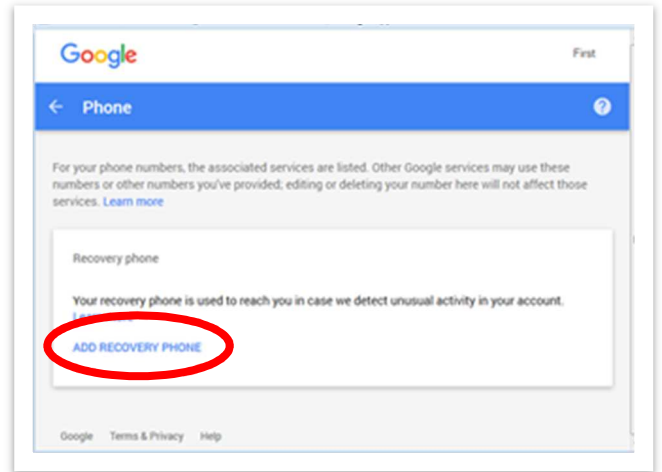 Google
First
Phone
For your phone numbers, the associated services are listed. Other Google services may use these
numbers or other numbers you've provided; editing or deleting your number here will not affect those
services. Learn more
Recovery phone
Your recovery phone is used to reach you in case we detect unusual activity in your account.
ADD RECOVERY PHONE
Google Terms & Privacy Help